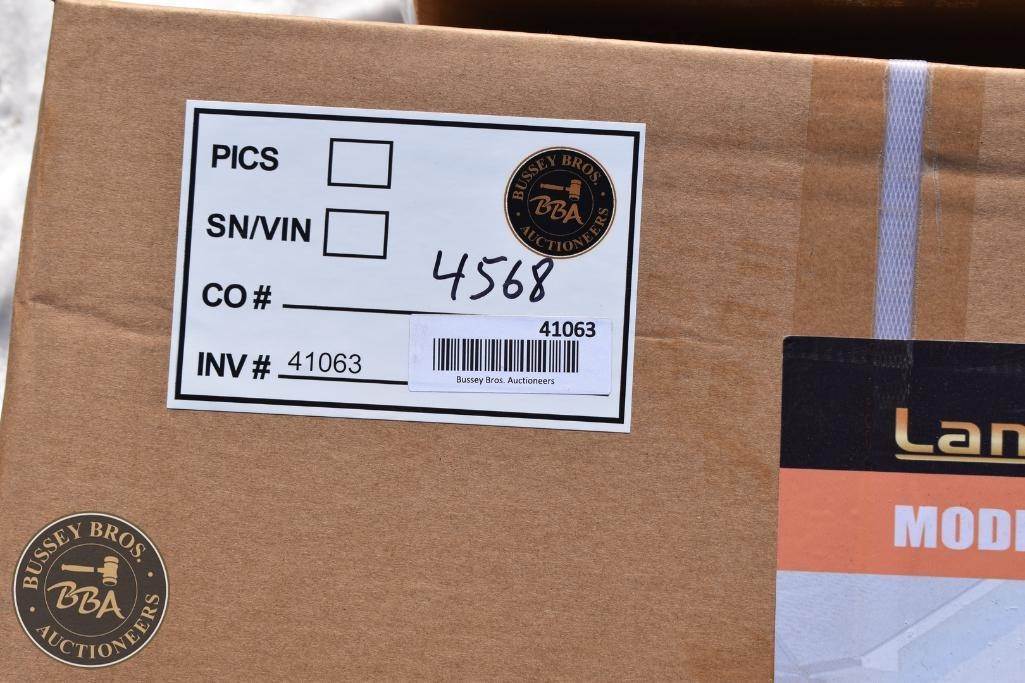 PICS
BUSSEY BROS.
BBA
AUCTIONEERS
SN/VIN
4568
CO #
41063
INV # 41063
Bussey Bros. Auctioneers
Lan
MODE
BUSSEY BROS.
BBA
AUCTIONEERS